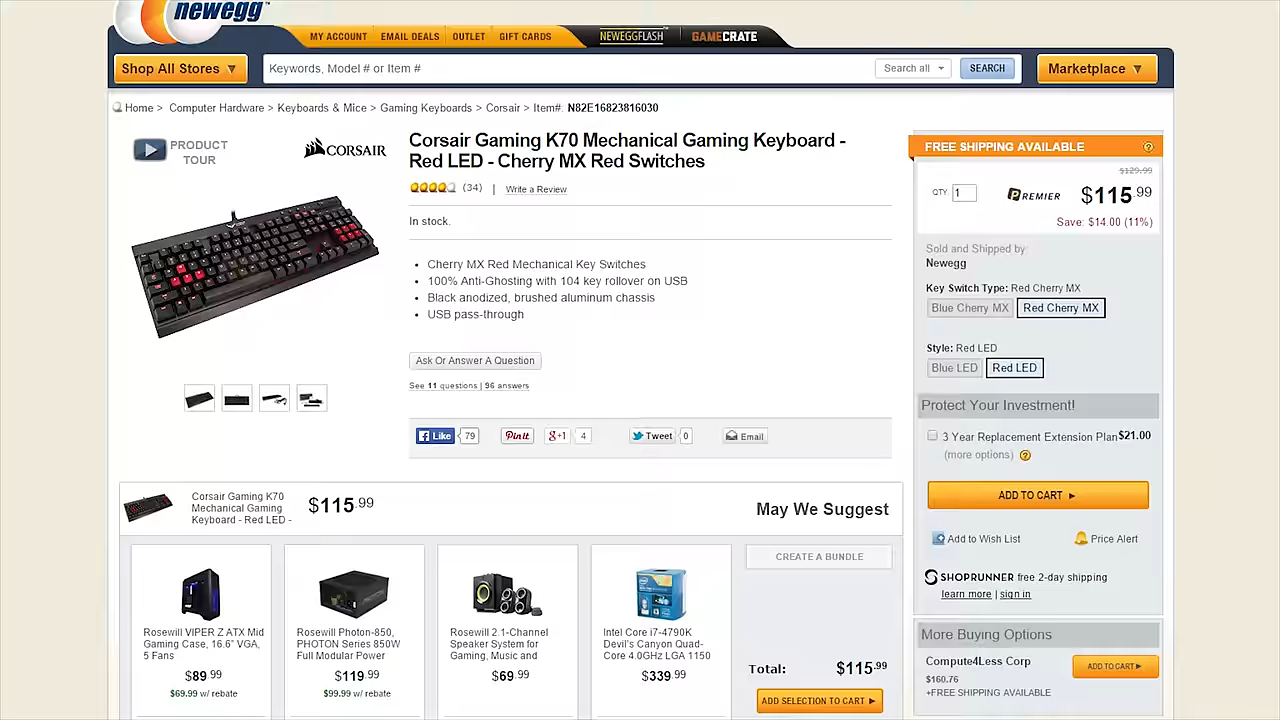 newegg™
MY ACCOUNT EMAIL DEALS OUTLET GIFT CARDS NEWEGGFLASH™ GAMECRATE
Shop All Stores ▼ Keywords, Model # or Item # Search all SEARCH Marketplace ▼
Home > Computer Hardware > Keyboards & Mice > Gaming Keyboards > Corsair > Item#: N82E16823816030
PRODUCT
TOUR
CORSAIR
Corsair Gaming K70 Mechanical Gaming Keyboard -
Red LED - Cherry MX Red Switches
(34) | Write a Review
In stock.
• Cherry MX Red Mechanical Key Switches
• 100% Anti-Ghosting with 104 key rollover on USB
• Black anodized, brushed aluminum chassis
• USB pass-through
Ask Or Answer A Question
See 11 questions | 96 answers
Like 79 Pin it g+1 4 Tweet 0 Email
FREE SHIPPING AVAILABLE ?
$129.99
QTY. 1 PREMIER $115.99
Save: $14.00 (11%)
Sold and Shipped by:
Newegg
Key Switch Type: Red Cherry MX
Blue Cherry MX Red Cherry MX
Style: Red LED
Blue LED Red LED
Protect Your Investment!
3 Year Replacement Extension Plan $21.00
(more options) ?
ADD TO CART ►
Add to Wish List Price Alert
SHOPRUNNER free 2-day shipping
learn more | sign in
More Buying Options
Compute4Less Corp
$160.76
+FREE SHIPPING AVAILABLE
ADD TO CART ►
Corsair Gaming K70
Mechanical Gaming
Keyboard - Red LED -
$115.99
May We Suggest
Rosewill VIPER Z ATX Mid
Gaming Case, 16.6" VGA,
5 Fans
$89.99
$69.99 w/ rebate
Rosewill Photon-850,
PHOTON Series 850W
Full Modular Power
$119.99
$99.99 w/ rebate
Rosewill 2.1-Channel
Speaker System for
Gaming, Music and
$69.99
Intel Core i7-4790K
Devil's Canyon Quad-
Core 4.0GHz LGA 1150
$339.99
CREATE A BUNDLE
Total: $115.99
ADD SELECTION TO CART ►